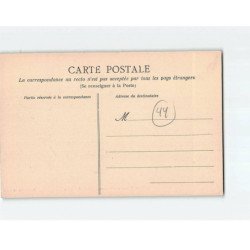 CARTE POSTALE
La correspondance au recto n'est pas acceptée par tous les pays étrangers
(Se renseigner à la Poste)
Partie réservée à la correspondance
Adresse du destinataire
M
44